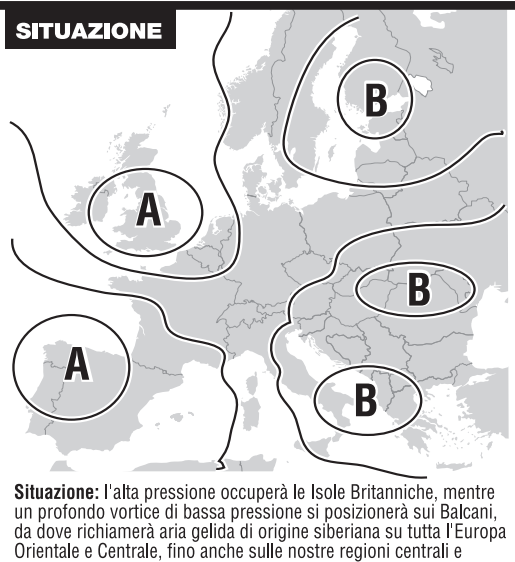 SITUAZIONE
B
A
B
A
B
Situazione: l'alta pressione occuperà le Isole Britanniche, mentre
un profondo vortice di bassa pressione si posizionerà sui Balcani,
da dove richiamerà aria gelida di origine siberiana su tutta l'Europa
Orientale e Centrale, fino anche sulle nostre regioni centrali e